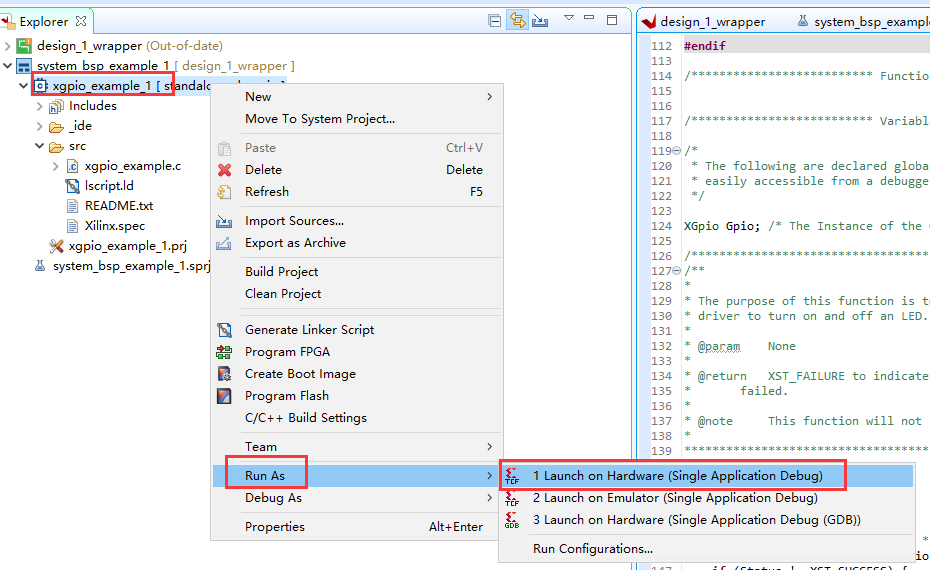 Explorer
design_1_wrapper (Out-of-date)
system_bsp_example_1 [ design_1_wrapper ]
xgpio_example_1 [
Includes
_ide
src
xgpio_example.c
lscript.ld
README.txt
Xilinx.spec
xgpio_example_1.prj
system_bsp_example_1.sprj
New
Move To System Project...
Paste Ctrl+V
Delete Delete
Refresh F5
Import Sources...
Export as Archive
Build Project
Clean Project
Generate Linker Script
Program FPGA
Create Boot Image
Program Flash
C/C++ Build Settings
Team
Run As
Debug As
Properties Alt+Enter
1 Launch on Hardware (Single Application Debug)
2 Launch on Emulator (Single Application Debug)
3 Launch on Hardware (Single Application Debug (GDB))
Run Configurations...
design_1_wrapper
system_bsp_example
112 #endif
113
114 /**************************** Functio
115
116
117 /**************************** Variabl
118
119 /*
120 * The following are declared globa
121 * easily accessible from a debugge
122 */
123
124 XGpio Gpio; /* The Instance of the
125
126 /***********************************
127 /**
128 *
129 * The purpose of this function is t
130 * driver to turn on and off an LED.
131 *
132 * @param None
133 *
134 * @return XST_FAILURE to indicate
135 * failed.
136 *
137 * @note This function will not
138 *
139 ************************************